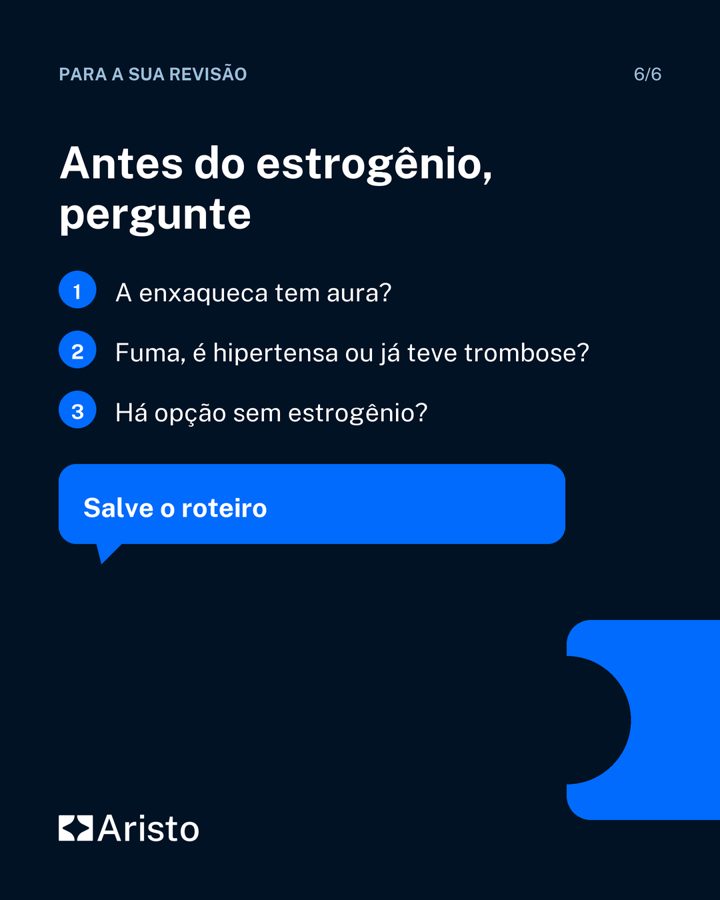 PARA A SUA REVISÃO
6/6
Antes do estrogênio,
pergunte
1 A enxaqueca tem aura?
2 Fuma, é hipertensa ou já teve trombose?
3 Há opção sem estrogênio?
Salve o roteiro
Aristo